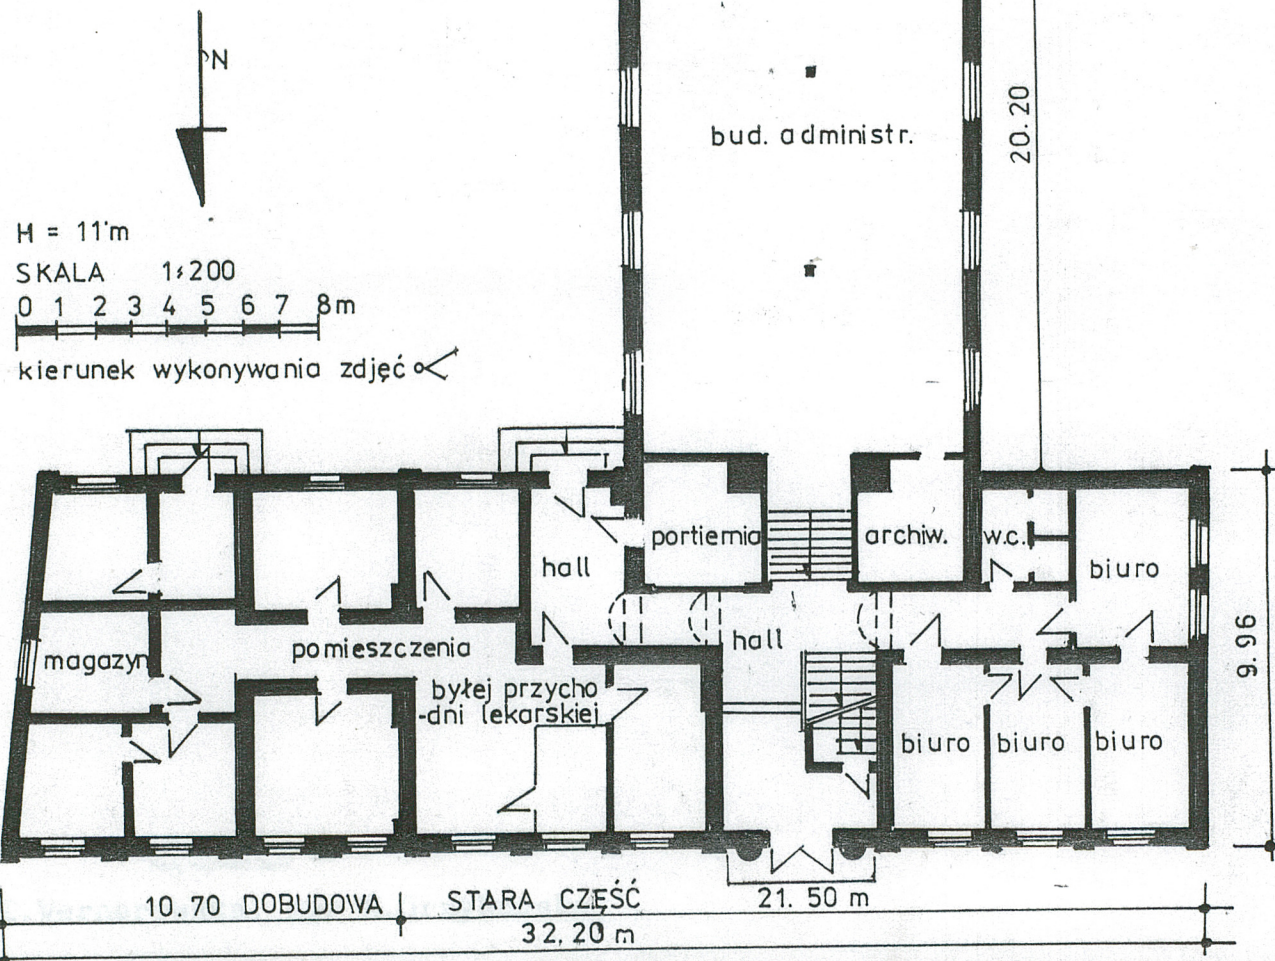 N
bud. administr.
20.20
H = 11 m
SKALA 1:200
0 1 2 3 4 5 6 7 8m
kierunek wykonywania zdjęć
portiernia
archiw.
w.c.
hall
biuro
hall
pomieszczenia
magazyn
byłej przycho
-dni lekarskiej
9.96
biuro
biuro
biuro
10.70 DOBUDOWA
STARA CZĘŚĆ
21.50 m
32,20 m